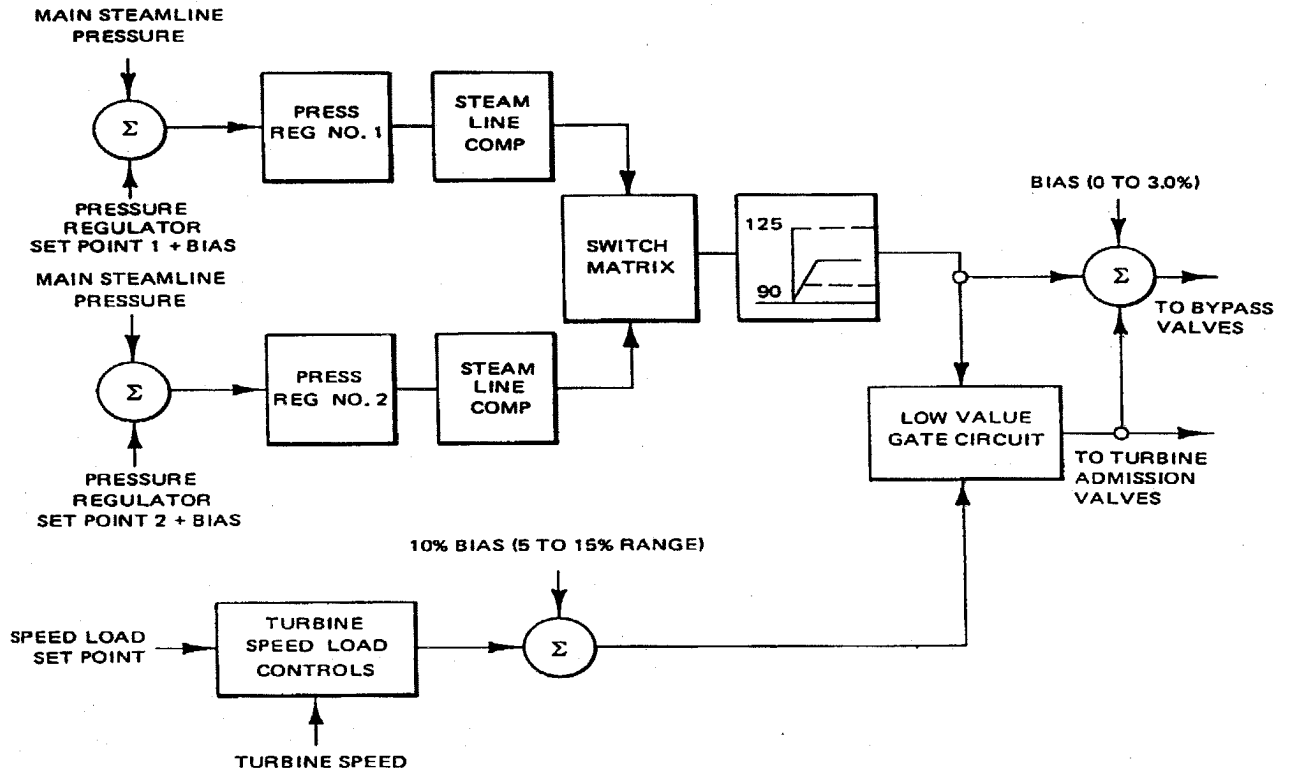 MAIN STEAMLINE
PRESSURE
Σ
PRESSURE
REGULATOR
SET POINT 1 + BIAS
PRESS
REG NO. 1
STEAM
LINE
COMP
MAIN STEAMLINE
PRESSURE
Σ
PRESSURE
REGULATOR
SET POINT 2 + BIAS
PRESS
REG NO. 2
STEAM
LINE
COMP
SWITCH
MATRIX
125
90
BIAS (0 TO 3.0%)
Σ
TO BYPASS
VALVES
LOW VALUE
GATE CIRCUIT
TO TURBINE
ADMISSION
VALVES
10% BIAS (5 TO 15% RANGE)
SPEED LOAD
SET POINT
TURBINE
SPEED LOAD
CONTROLS
Σ
TURBINE SPEED